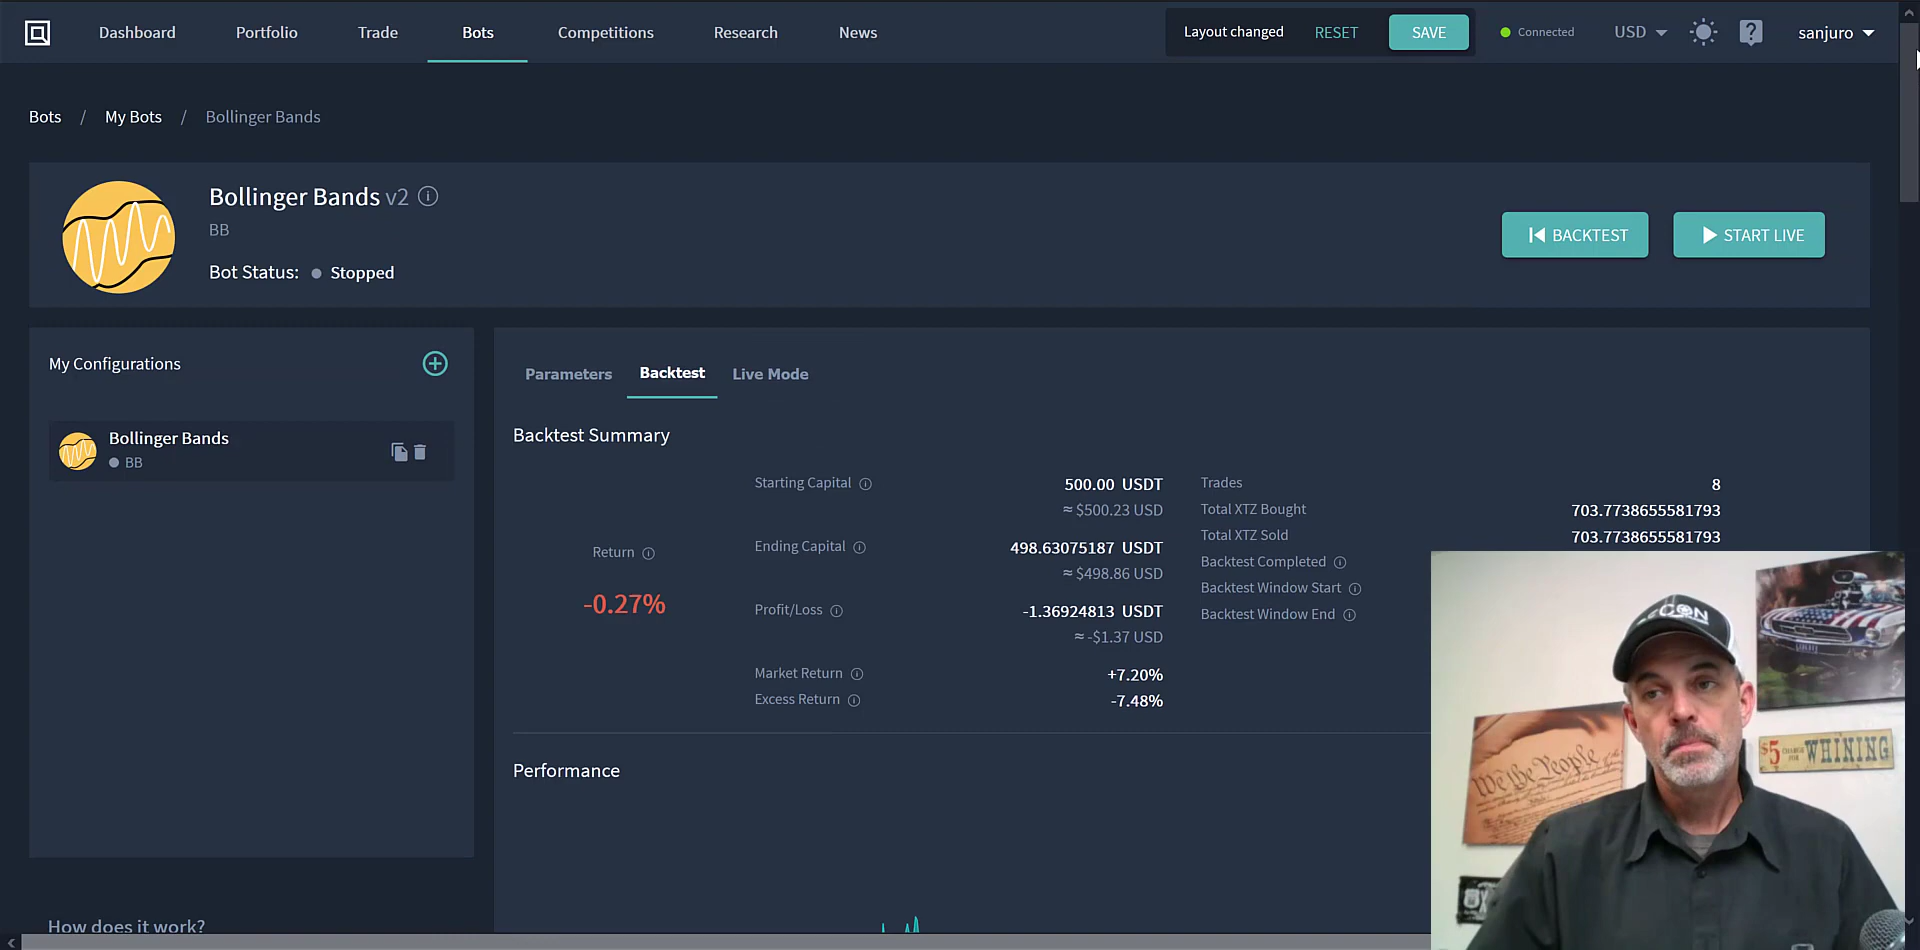 Dashboard Portfolio Trade Bots Competitions Research News Layout changed RESET SAVE Connected USD sanjuro
Bots / My Bots / Bollinger Bands
Bollinger Bands v2
BB
Bot Status: Stopped
BACKTEST START LIVE
My Configurations
Bollinger Bands
BB
How does it work?
Parameters Backtest Live Mode
Backtest Summary
Return
-0.27%
Starting Capital 500.00 USDT
≈ $500.23 USD
Ending Capital 498.63075187 USDT
≈ $498.86 USD
Profit/Loss -1.36924813 USDT
≈ -$1.37 USD
Market Return +7.20%
Excess Return -7.48%
Trades 8
Total XTZ Bought 703.7738655581793
Total XTZ Sold 703.7738655581793
Backtest Completed
Backtest Window Start
Backtest Window End
Performance
We the People
$5 CHARGE FOR WHINING